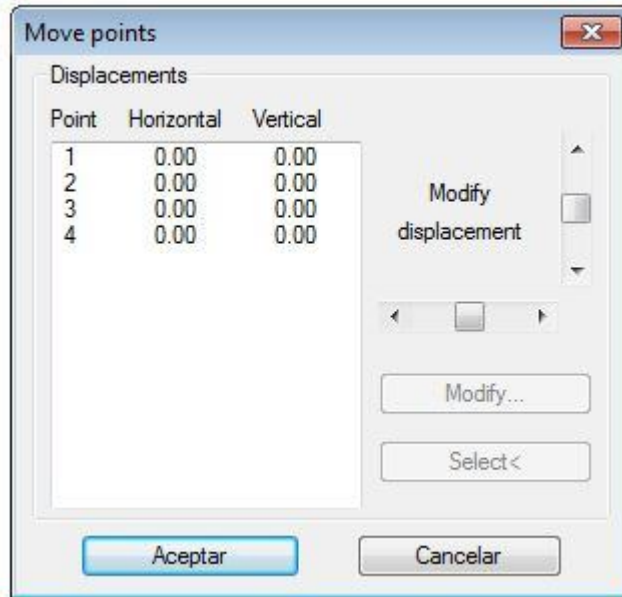 Move points
Displacements
Point Horizontal Vertical
1 0.00 0.00
2 0.00 0.00
3 0.00 0.00
4 0.00 0.00
Modify
displacement
Modify...
Select<
Aceptar Cancelar